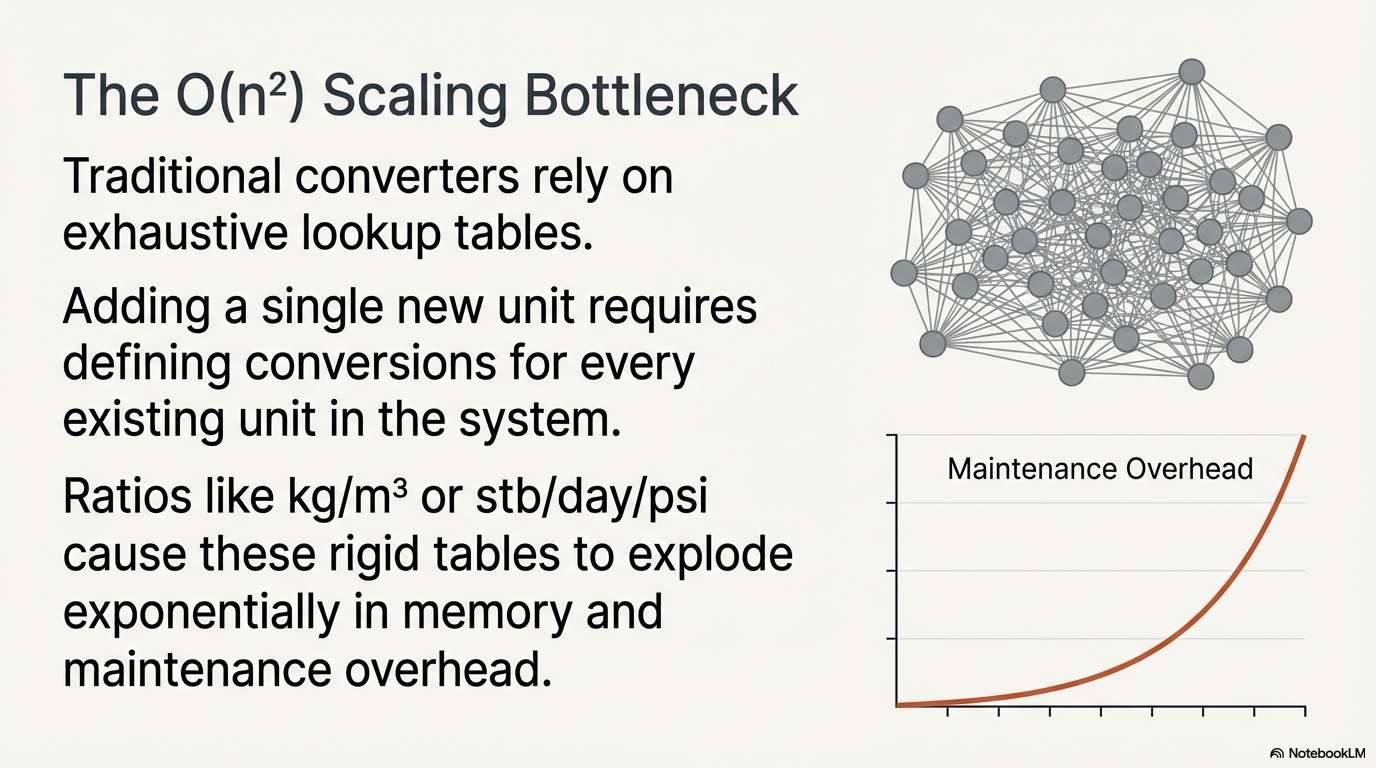 The O(n²) Scaling Bottleneck
Traditional converters rely on
exhaustive lookup tables.
Adding a single new unit requires
defining conversions for every
existing unit in the system.
Ratios like kg/m³ or stb/day/psi
cause these rigid tables to explode
exponentially in memory and
maintenance overhead.
Maintenance Overhead
NotebookLM